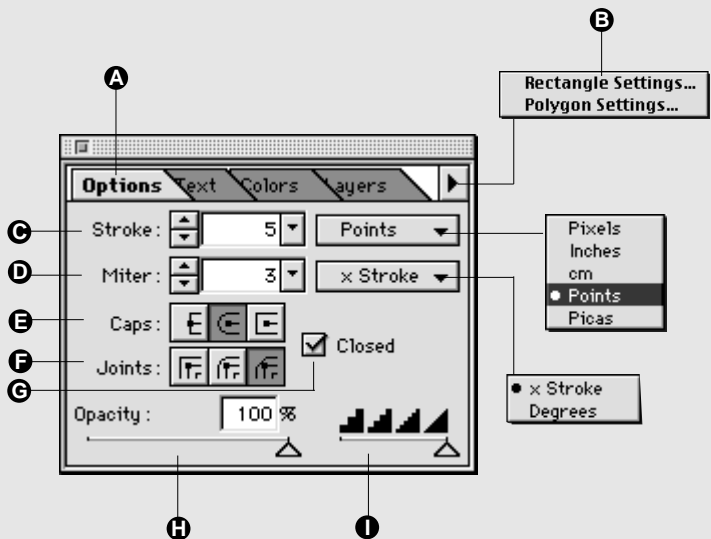 B
Rectangle Settings...
Polygon Settings...
A
Options Text Colors Layers
C
Stroke: 5 Points
D
Miter: 3 x Stroke
Pixels
Inches
cm
Points
Picas
E
Caps:
Closed
F
Joints:
G
x Stroke
Degrees
Opacity: 100 %
H
I